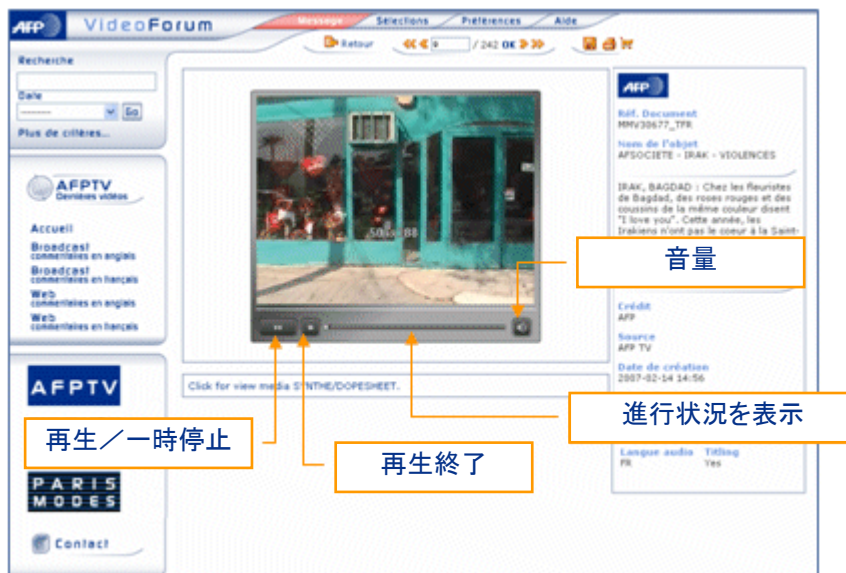 AFP VideoForum
Message Sélections Préférences Aide
Retour 9 / 242 OK
Recherche
Date
-------- Go
Plus de critères...
AFPTV
Dernières vidéos
Accueil
Broadcast
commentaires en anglais
Broadcast
commentaires en français
Web
commentaires en anglais
Web
commentaires en français
AFPTV
PARIS
MODES
Contact
Click for view media SYNTHE/DOPESHEET.
AFP
Réf. Document
MMV30677_TFR
Nom de l'objet
AFSOCIETE - IRAK - VIOLENCES
IRAK, BAGDAD : Chez les fleuristes
de Bagdad, des roses rouges et des
coussins de la même couleur disent
"I love you". Cette année, les
Irakiens n'ont pas le coeur à la Saint-
Crédit
AFP
Source
AFP TV
Date de création
2007-02-14 14:56
Langue audio Titling
FR Yes
音量
進行状況を表示
再生／一時停止
再生終了